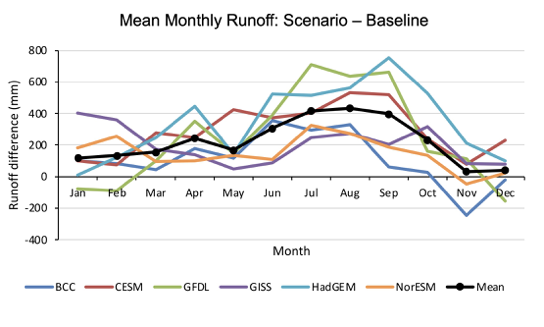 Mean Monthly Runoff: Scenario – Baseline
Runoff difference (mm)
800
600
400
200
0
-200
-400
Jan Feb Mar Apr May Jun Jul Aug Sep Oct Nov Dec
Month
BCC CESM GFDL GISS HadGEM NorESM Mean